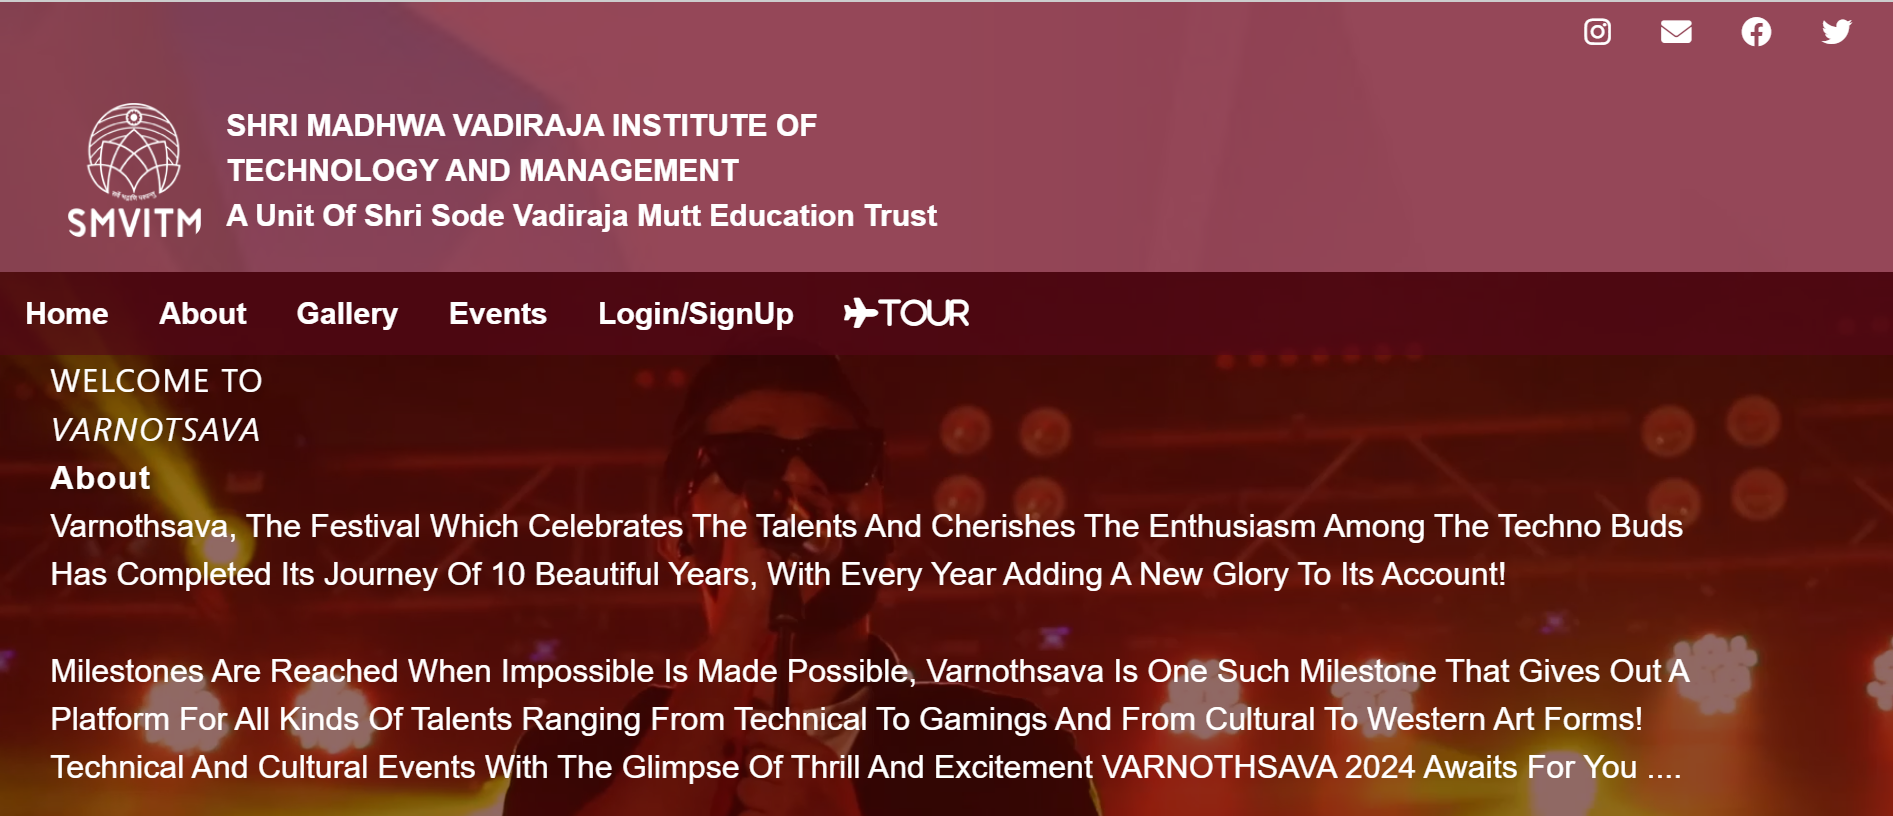 SHRI MADHWA VADIRAJA INSTITUTE OF
TECHNOLOGY AND MANAGEMENT
A Unit Of Shri Sode Vadiraja Mutt Education Trust
SMVITM
Home About Gallery Events Login/SignUp TOUR
WELCOME TO
VARNOTSAVA
About
Varnothsava, The Festival Which Celebrates The Talents And Cherishes The Enthusiasm Among The Techno Buds
Has Completed Its Journey Of 10 Beautiful Years, With Every Year Adding A New Glory To Its Account!
Milestones Are Reached When Impossible Is Made Possible, Varnothsava Is One Such Milestone That Gives Out A
Platform For All Kinds Of Talents Ranging From Technical To Gamings And From Cultural To Western Art Forms!
Technical And Cultural Events With The Glimpse Of Thrill And Excitement VARNOTHSAVA 2024 Awaits For You ....